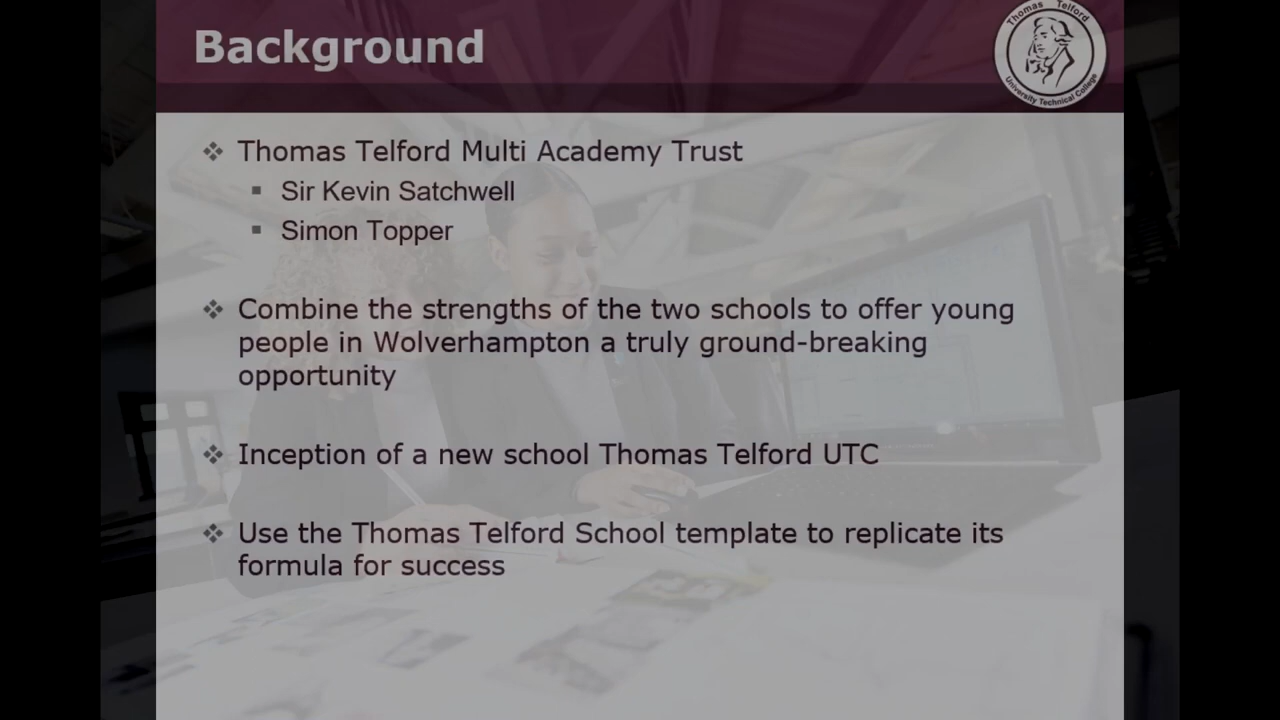 Background
Thomas Telford
University Technical College
❖ Thomas Telford Multi Academy Trust
▪ Sir Kevin Satchwell
▪ Simon Topper
❖ Combine the strengths of the two schools to offer young
people in Wolverhampton a truly ground-breaking
opportunity
❖ Inception of a new school Thomas Telford UTC
❖ Use the Thomas Telford School template to replicate its
formula for success